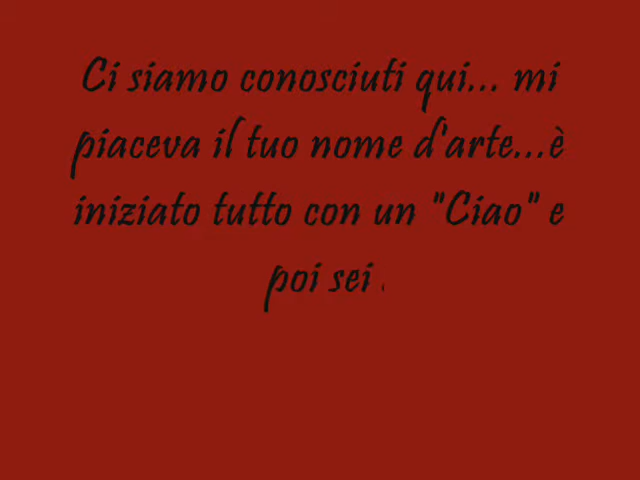 Ci siamo conosciuti qui... mi
piaceva il tuo nome d'arte...è
iniziato tutto con un "Ciao" e
poi sei